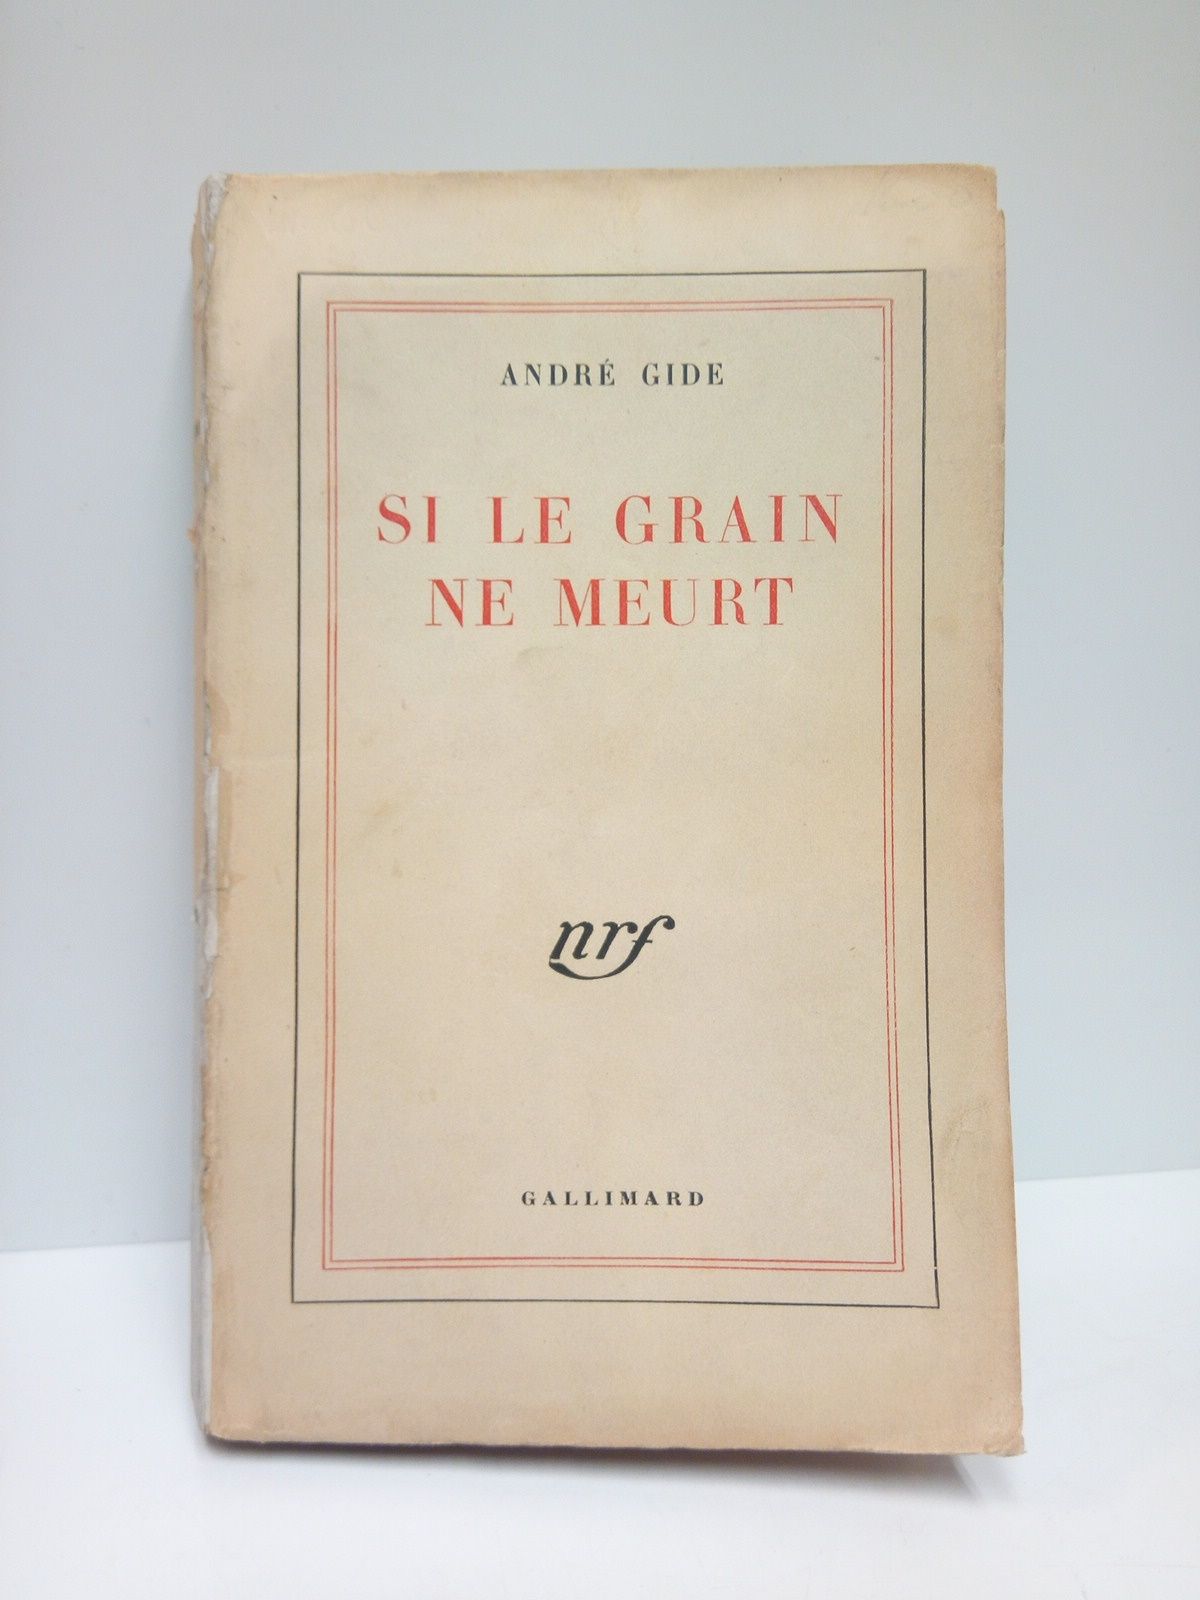 ANDRÉ GIDE
SI LE GRAIN
NE MEURT
nrf
GALLIMARD